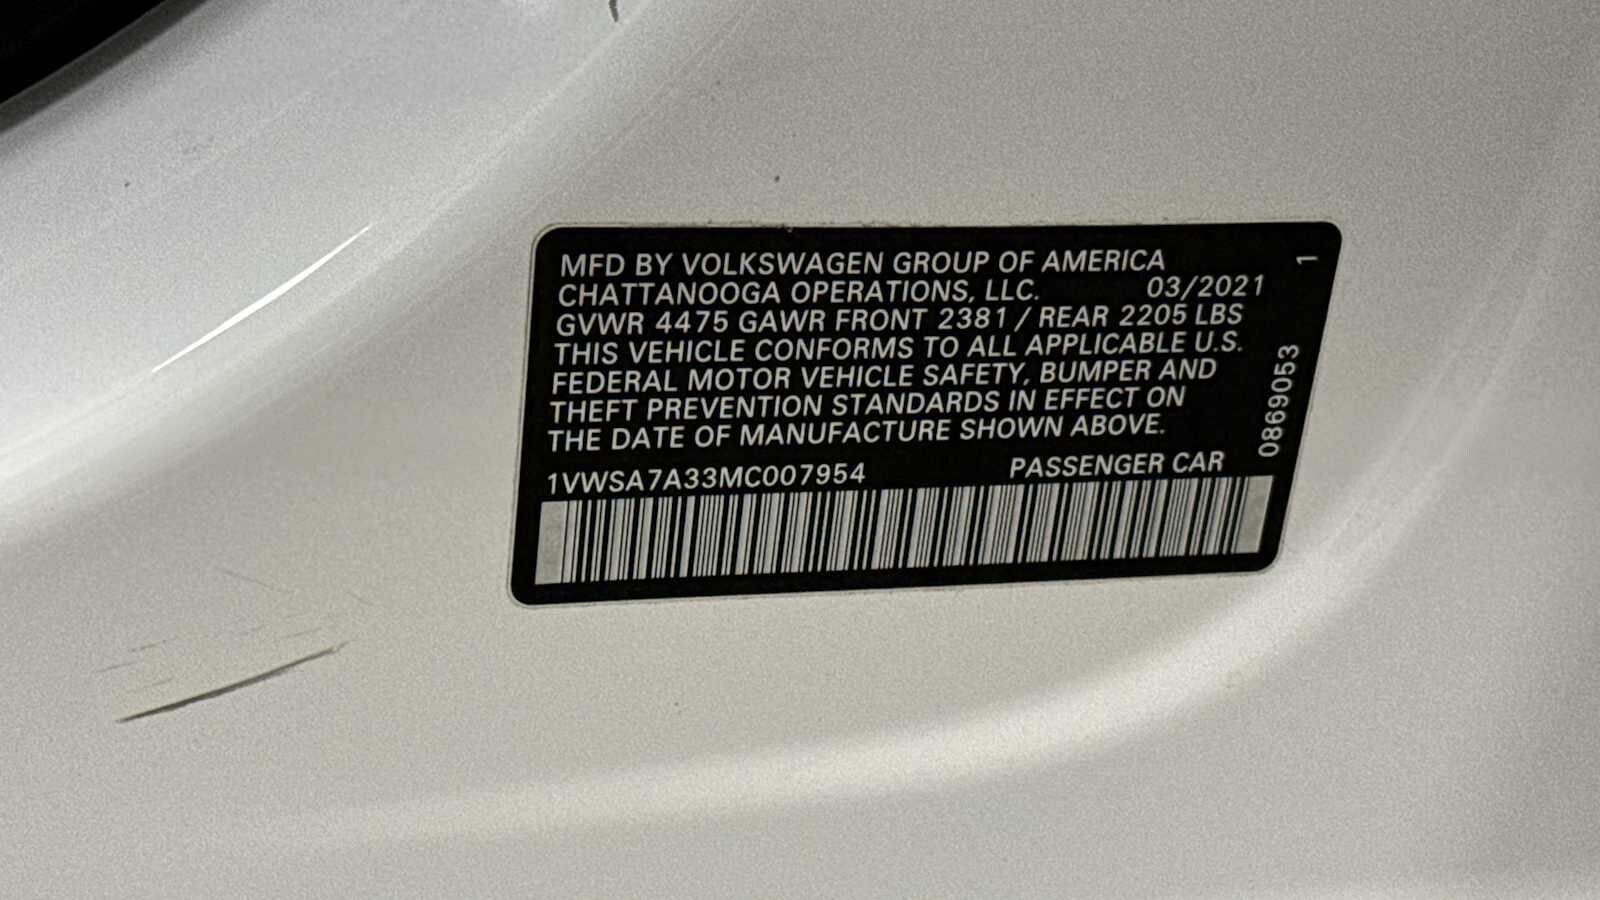 MFD BY VOLKSWAGEN GROUP OF AMERICA
CHATTANOOGA OPERATIONS, LLC. 03/2021
GVWR 4475 GAWR FRONT 2381 / REAR 2205 LBS
THIS VEHICLE CONFORMS TO ALL APPLICABLE U.S.
FEDERAL MOTOR VEHICLE SAFETY, BUMPER AND
THEFT PREVENTION STANDARDS IN EFFECT ON
THE DATE OF MANUFACTURE SHOWN ABOVE.
1VWSA7A33MC007954 PASSENGER CAR
0869053 1